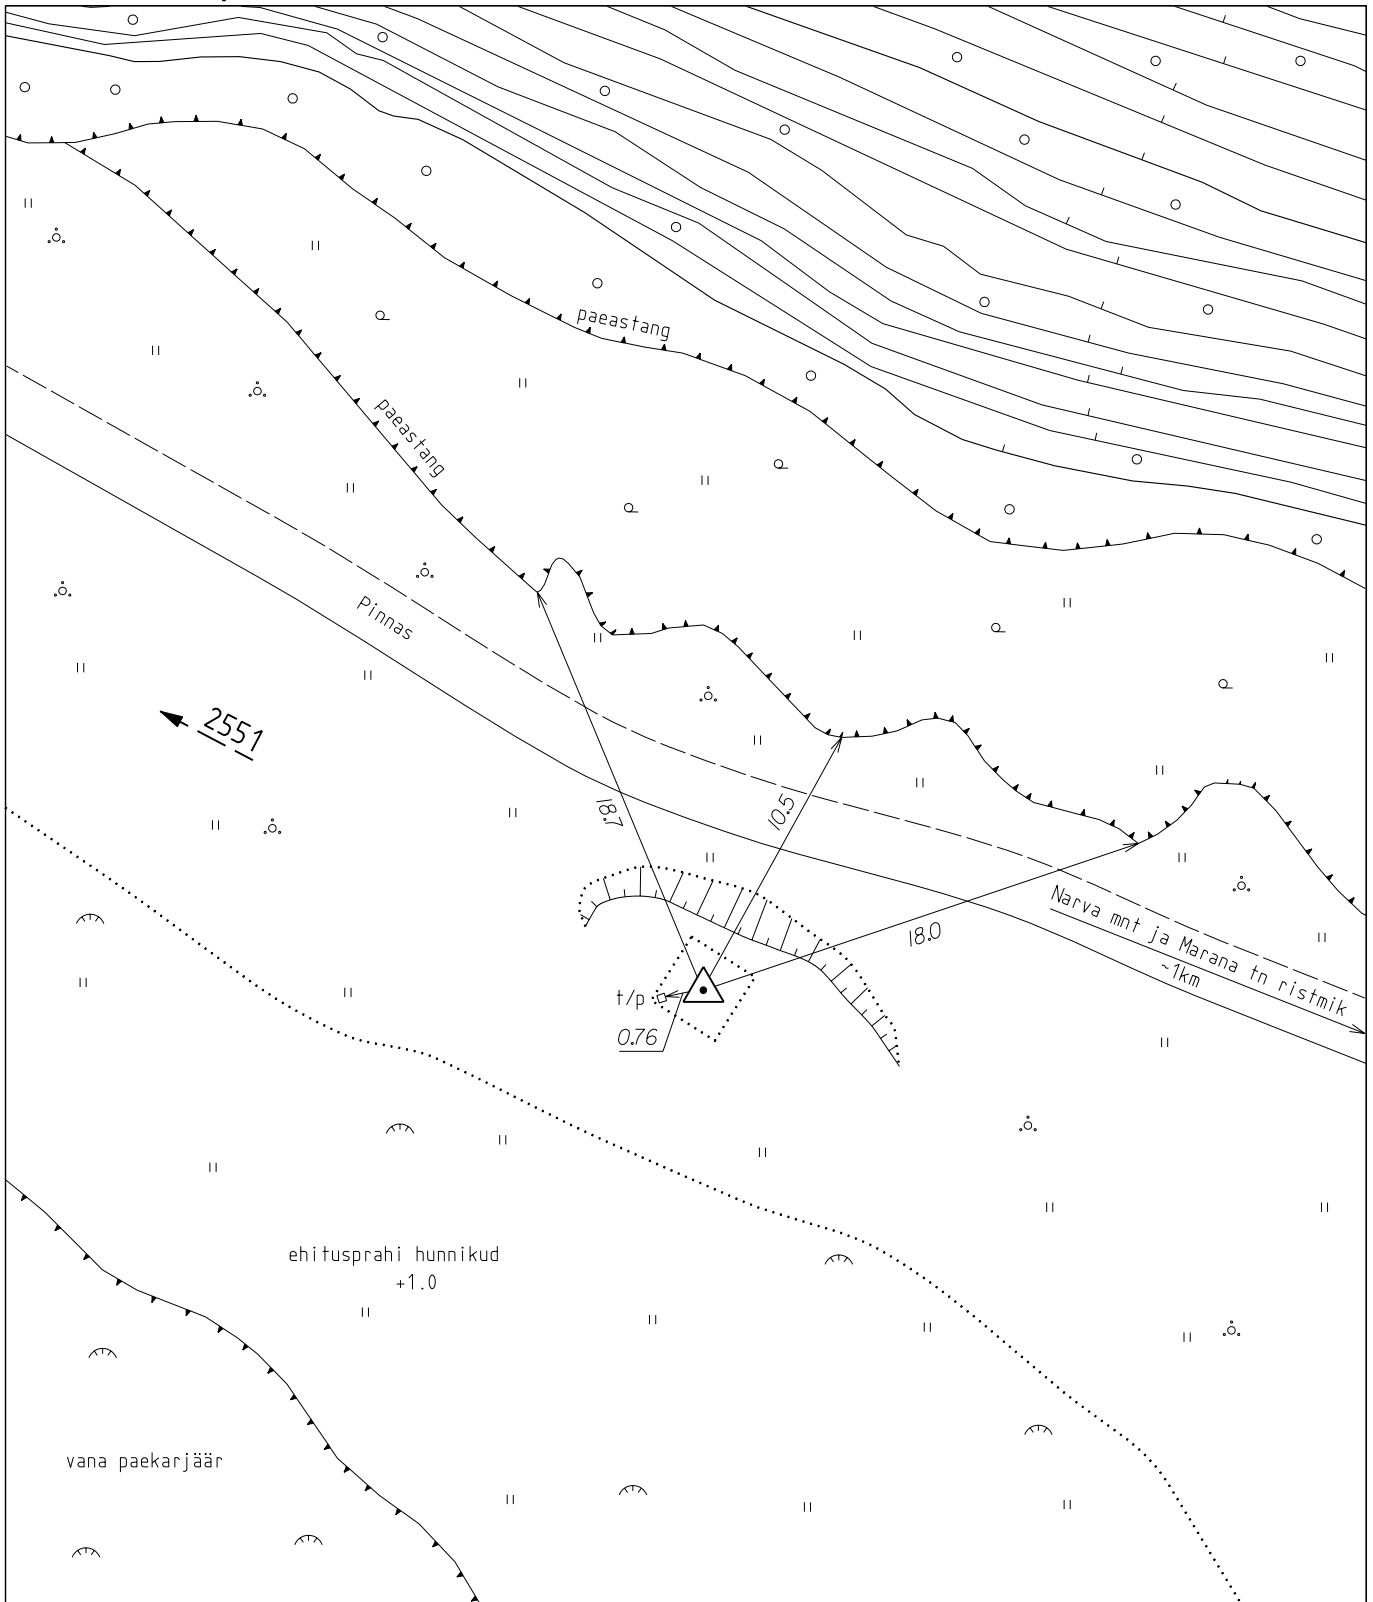 paeastang
paeastang
Pinnas
2551
18.7
10.5
18.0
Narva mnt ja Marana tn ristmik
~1km
t/p
0.76
ehitusprahi hunnikud
+1.0
vana paekarjäär